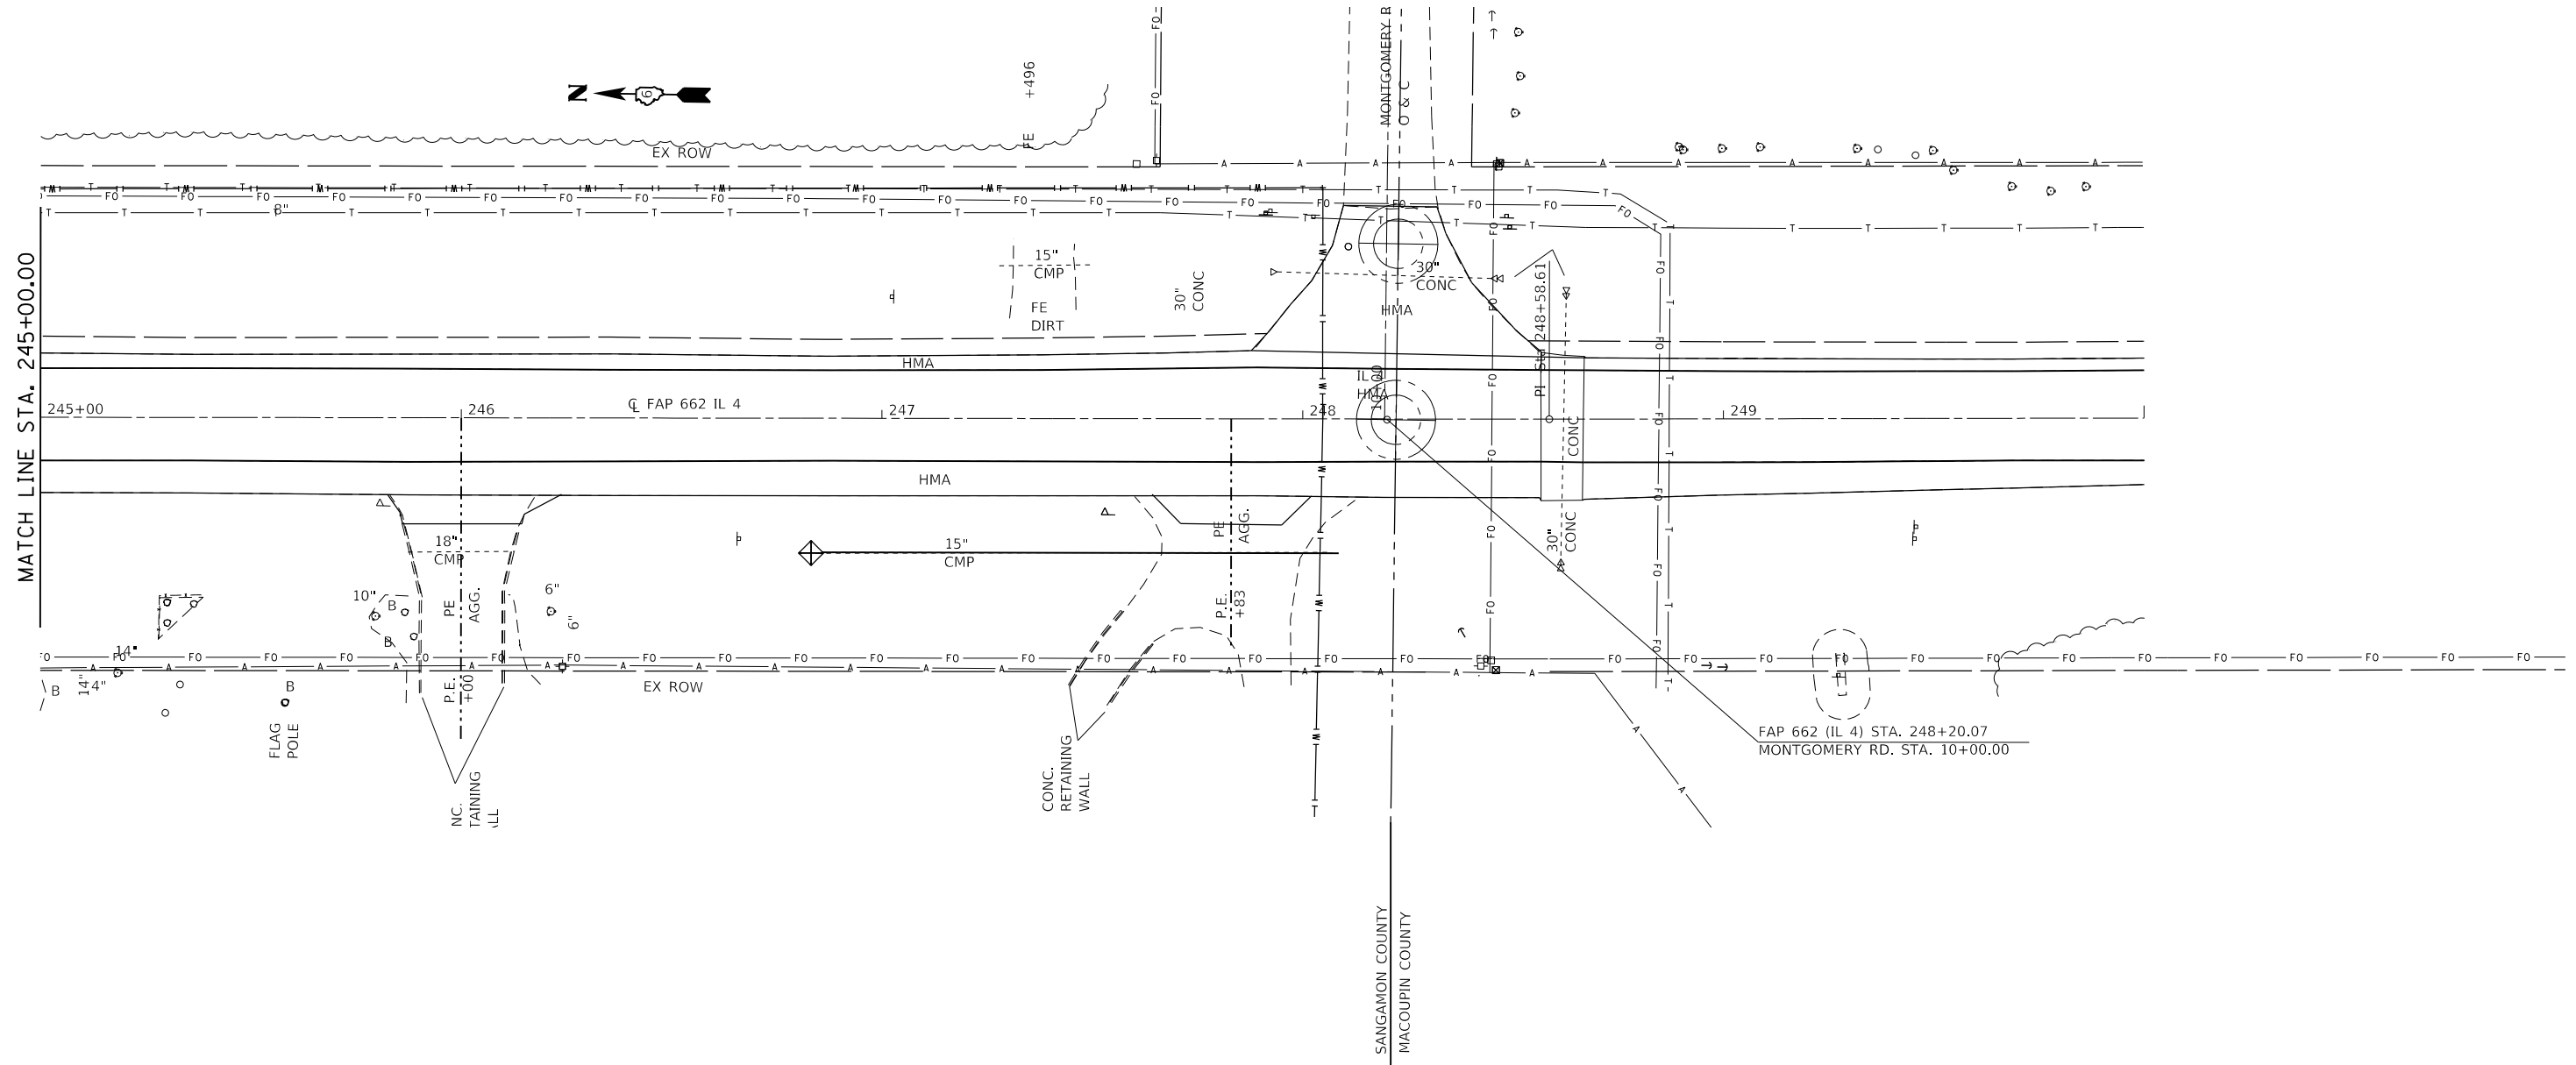 MATCH LINE STA. 245+00.00
N
6
EX ROW
FE +496
MONTGOMERY R
O & C
8"
15"
CMP
FE
DIRT
30"
CONC
30"
CONC
HMA
PI Sta 248+58.61
HMA
HMA
245+00
246
℄ FAP 662 IL 4
247
248
249
CONC
HMA
18"
CMP
15"
CMP
PE
AGG.
30"
CONC
10"
B
B
PE
AGG.
6"
6"
P.E.
+83
14"
14"
4"
B
B
FLAG
POLE
P.E.
+00
EX ROW
NC.
TAINING
CONC.
RETAINING
WALL
FAP 662 (IL 4) STA. 248+20.07
MONTGOMERY RD. STA. 10+00.00
SANGAMON COUNTY
MACOUPIN COUNTY